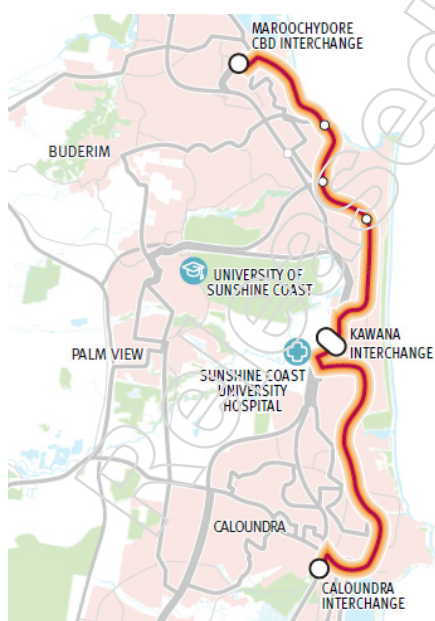 MAROOCHYDORE
CBD INTERCHANGE
BUDERIM
UNIVERSITY OF
SUNSHINE COAST
KAWANA
INTERCHANGE
PALM VIEW
SUNSHINE COAST
UNIVERSITY
HOSPITAL
CALOUNDRA
CALOUNDRA
INTERCHANGE